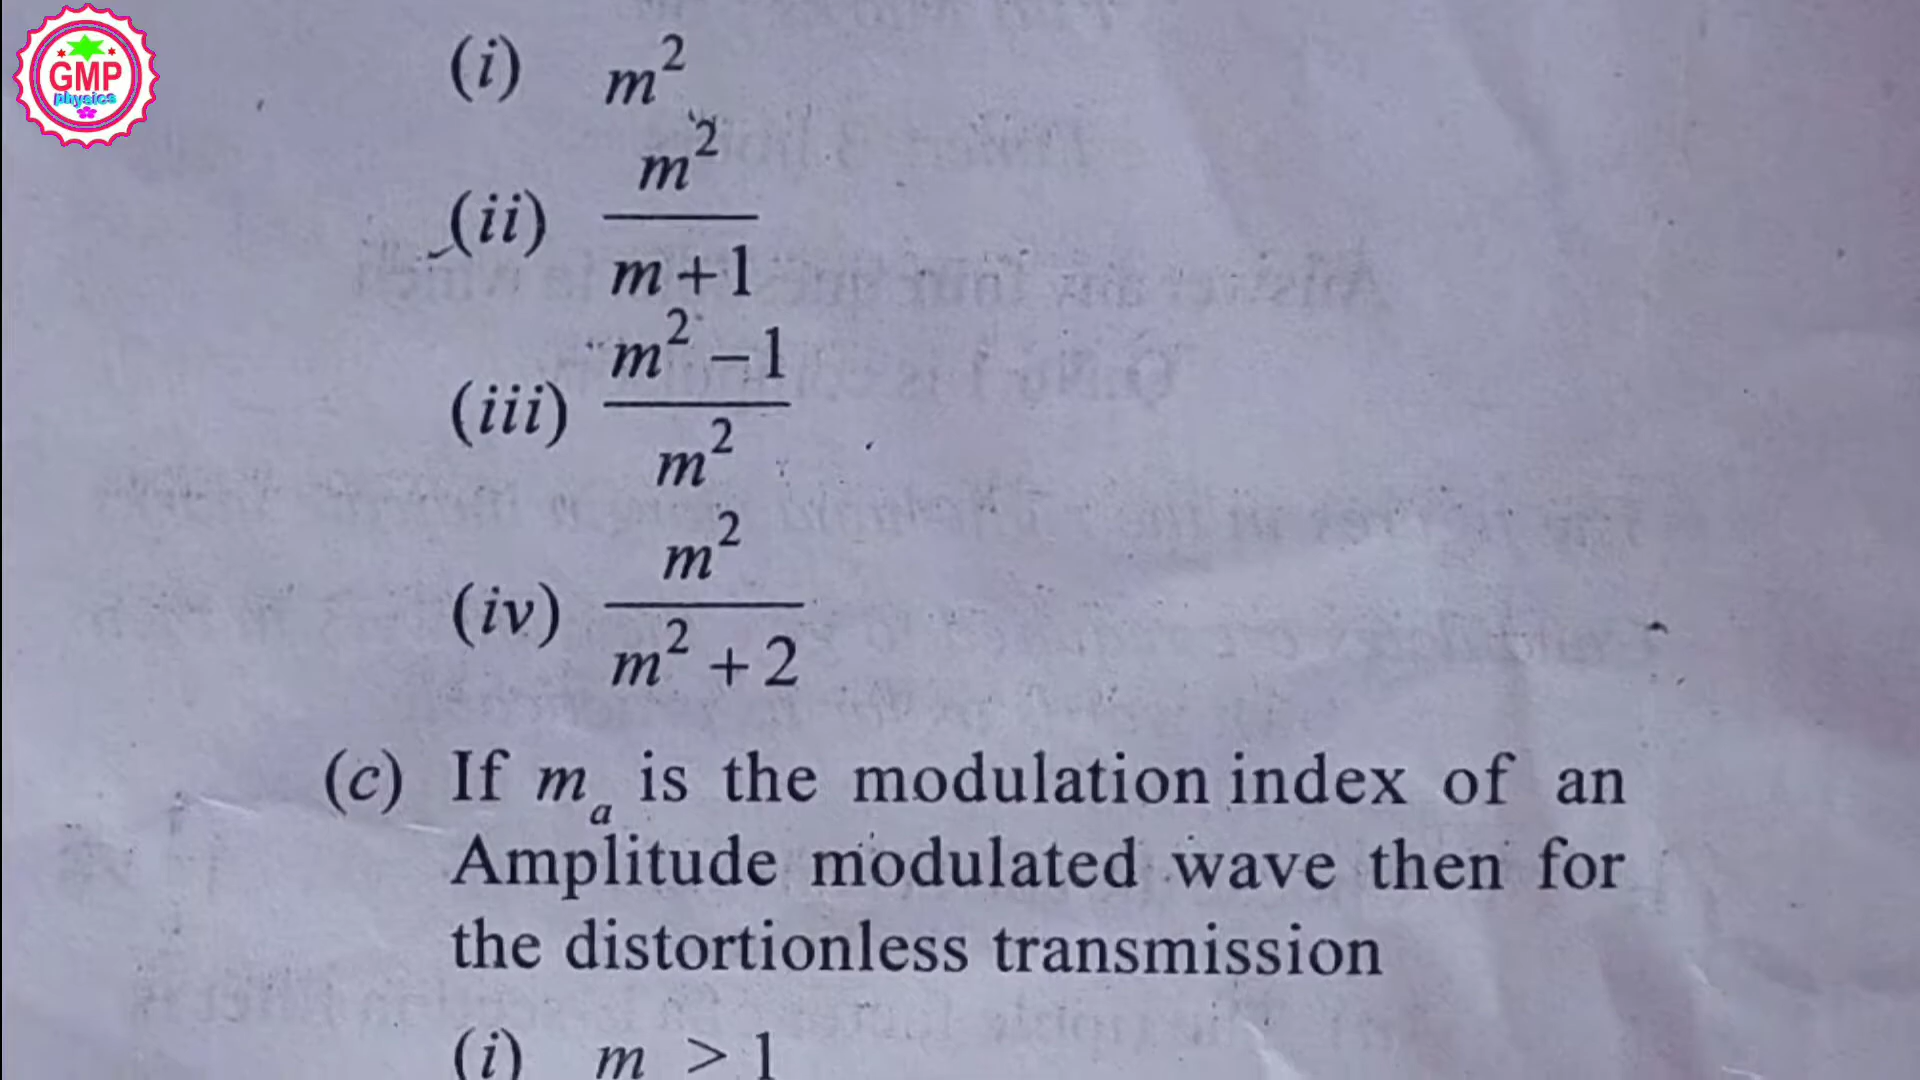 GMP
physics
(i) m²
(ii) m²/m+1
(iii) m²−1/m²
(iv) m²/m²+2
(c) If mₐ is the modulation index of an
Amplitude modulated wave then for
the distortionless transmission
(i) m > 1